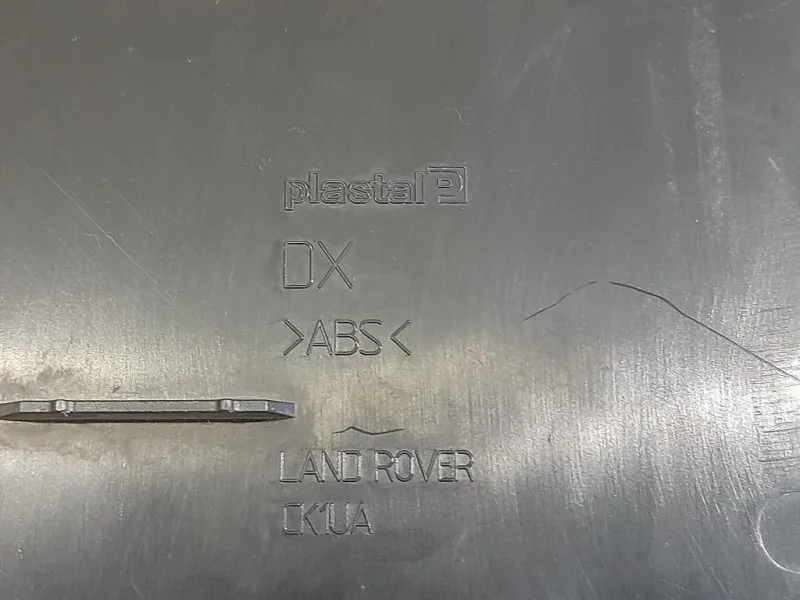 plastal P
DX
>ABS<
LAND ROVER
CK1UA